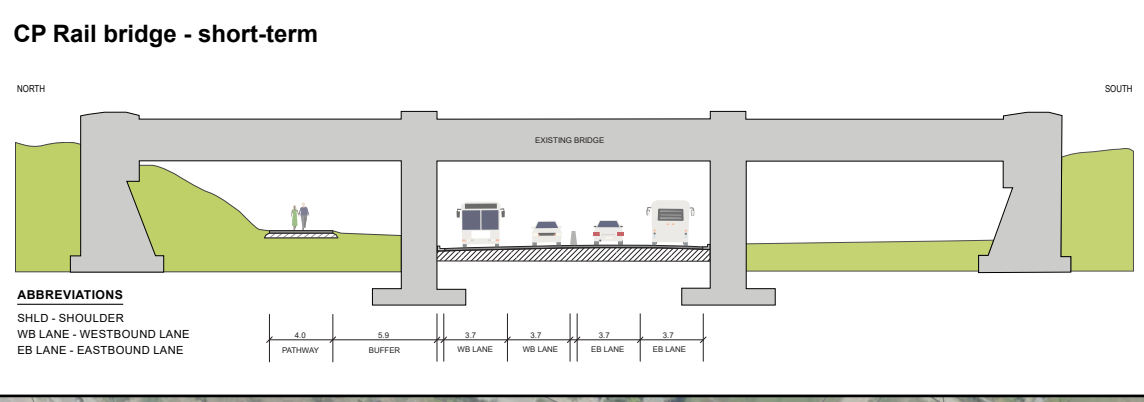 CP Rail bridge - short-term
NORTH
SOUTH
EXISTING BRIDGE
ABBREVIATIONS
SHLD - SHOULDER
WB LANE - WESTBOUND LANE
EB LANE - EASTBOUND LANE
4.0 5.9 3.7 3.7 3.7 3.7
PATHWAY BUFFER WB LANE WB LANE EB LANE EB LANE